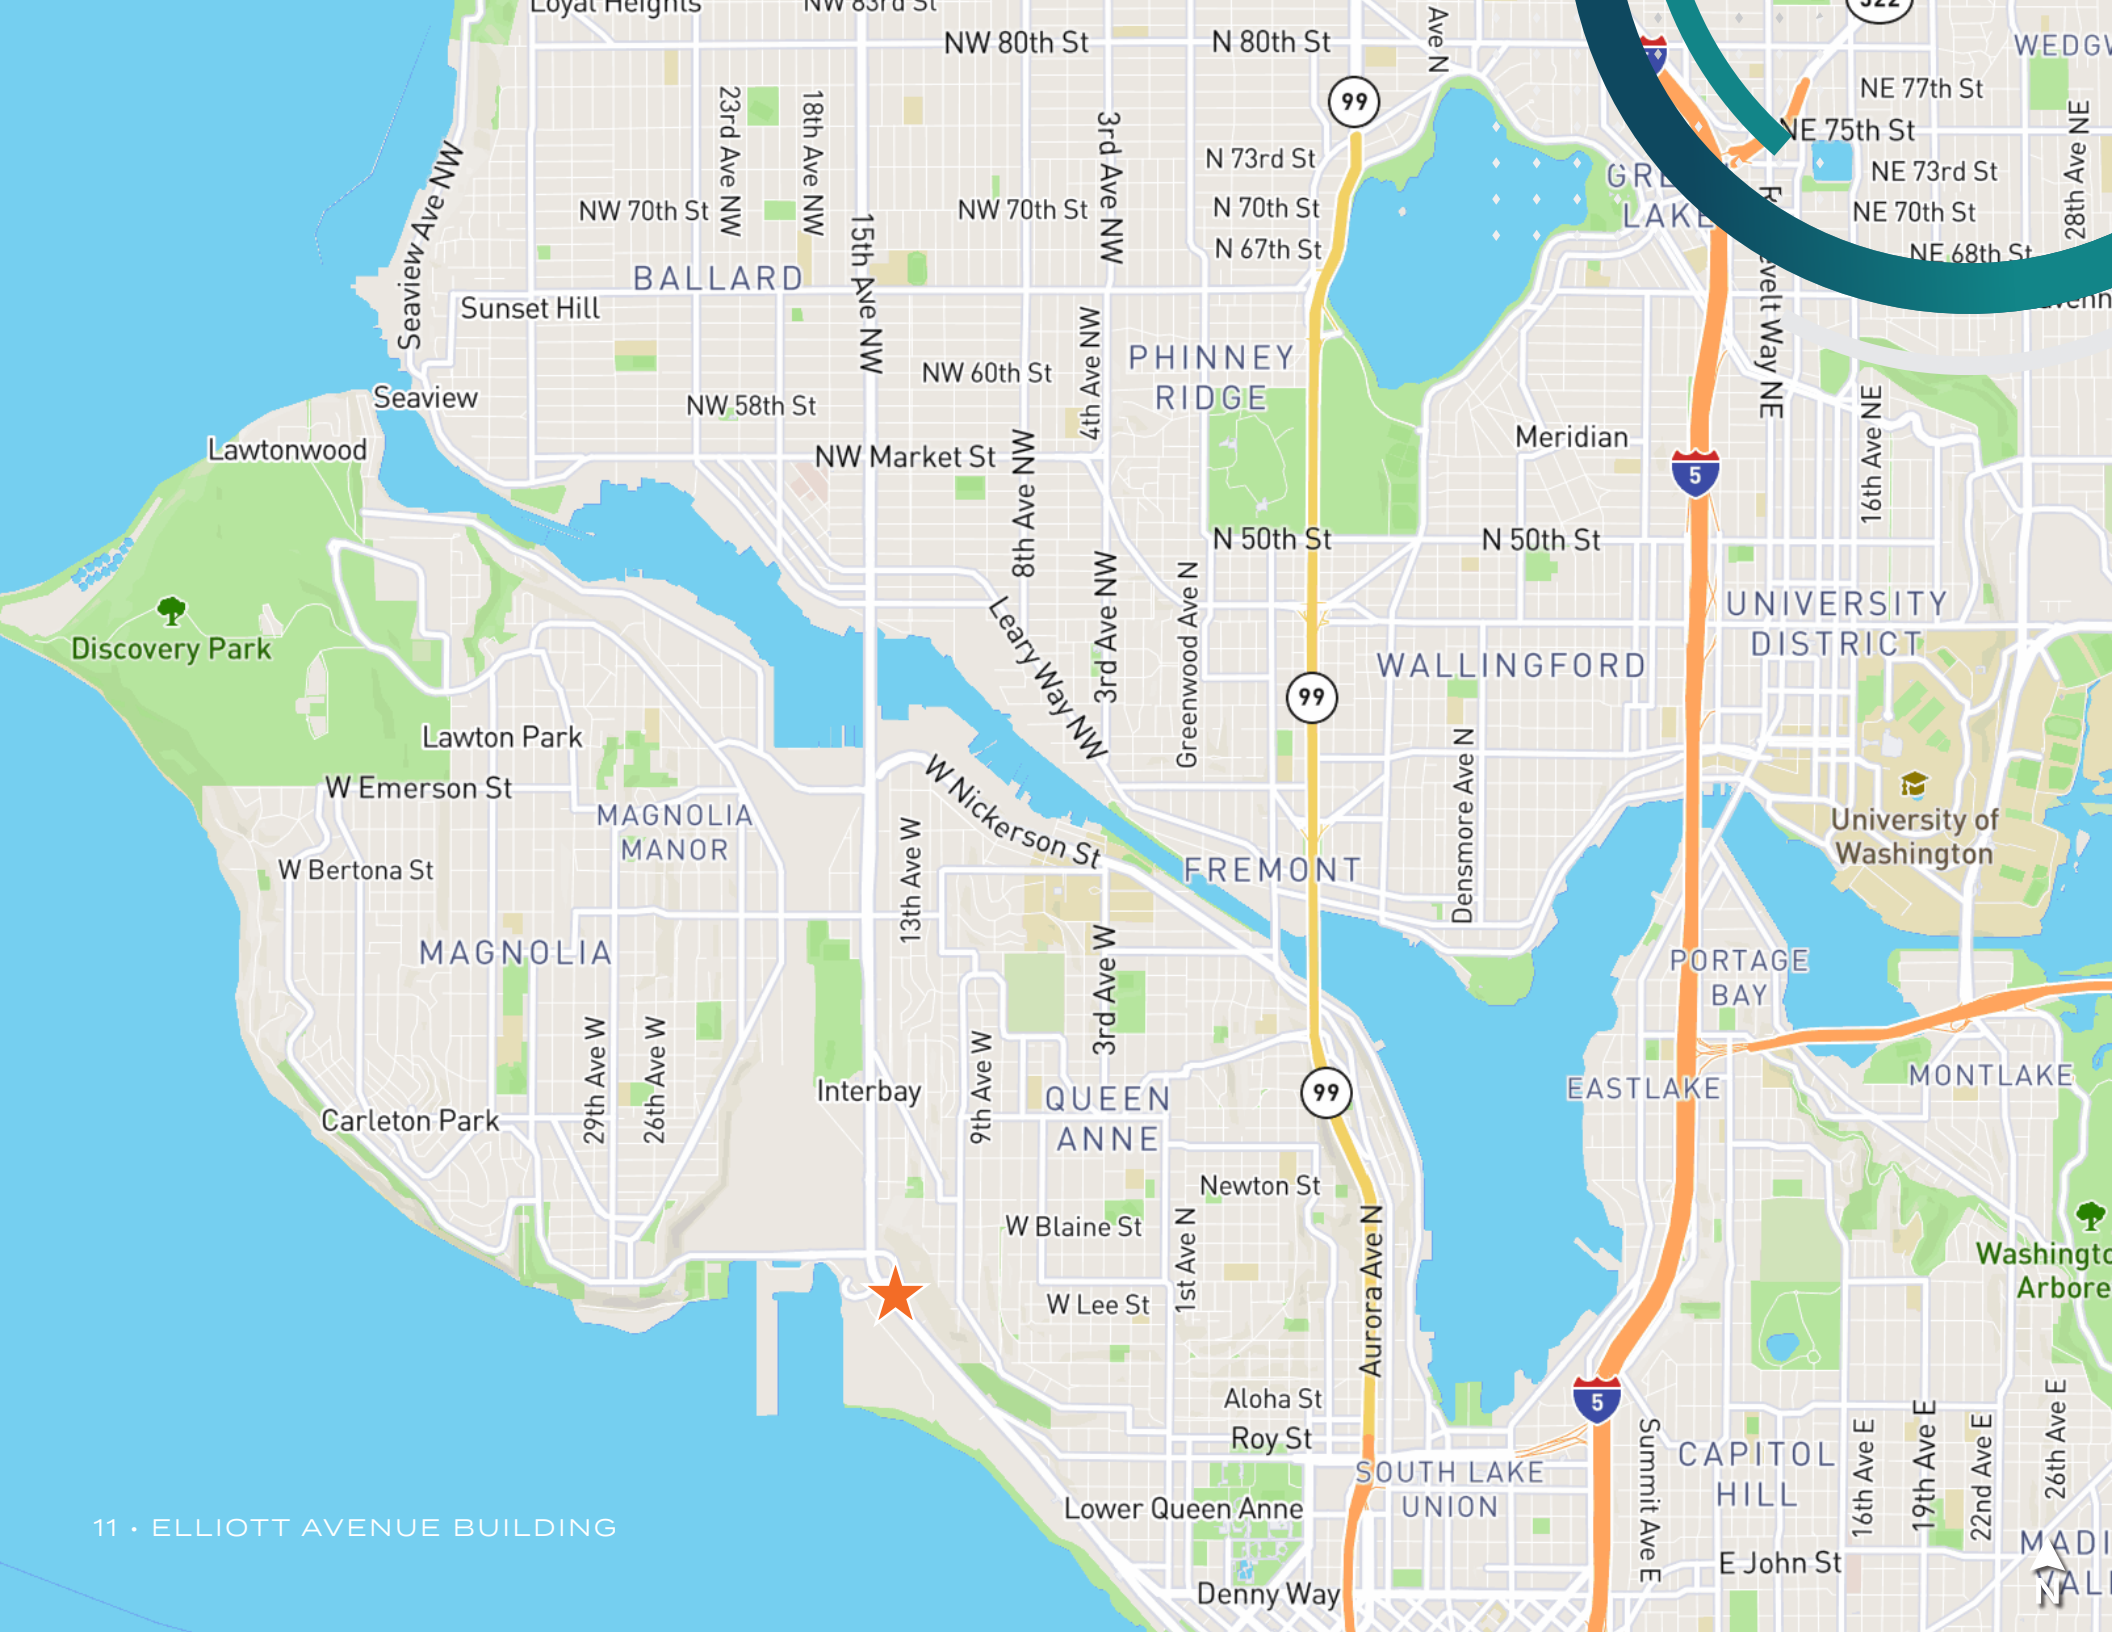 Loyal Heights
NW 83rd St
522
NW 80th St
N 80th St
Ave N
99
NE 77th St
NE 75th St
23rd Ave NW
18th Ave NW
3rd Ave NW
N 73rd St
NE 73rd St
28th Ave NE
Seaview Ave NW
NW 70th St
NW 70th St
N 70th St
NE 70th St
LAKE
15th Ave NW
N 67th St
NE 68th St
BALLARD
Sunset Hill
4th Ave NW
PHINNEY
RIDGE
NW 60th St
Seaview
NW 58th St
16th Ave NE
Lawtonwood
NW Market St
8th Ave NW
Meridian
5
N 50th St
N 50th St
Discovery Park
Leary Way NW
3rd Ave NW
Greenwood Ave N
UNIVERSITY
DISTRICT
WALLINGFORD
99
Lawton Park
W Emerson St
W Nickerson St
Densmore Ave N
MAGNOLIA
MANOR
University of
Washington
W Bertona St
13th Ave W
FREMONT
MAGNOLIA
3rd Ave W
PORTAGE
BAY
29th Ave W
26th Ave W
Interbay
9th Ave W
QUEEN
ANNE
99
EASTLAKE
MONTLAKE
Carleton Park
Newton St
W Blaine St
1st Ave N
Aurora Ave N
W Lee St
Aloha St
Roy St
5
Summit Ave E
CAPITOL
HILL
16th Ave E
19th Ave E
22nd Ave E
26th Ave E
SOUTH LAKE
UNION
Lower Queen Anne
E John St
Denny Way
N
11 • ELLIOTT AVENUE BUILDING